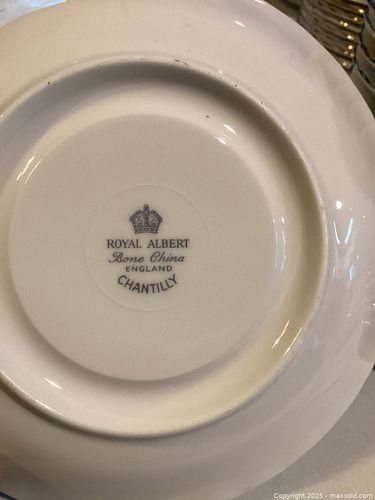 ROYAL ALBERT
Bone China
ENGLAND
CHANTILLY
Copyright 2025 - maxsold.com